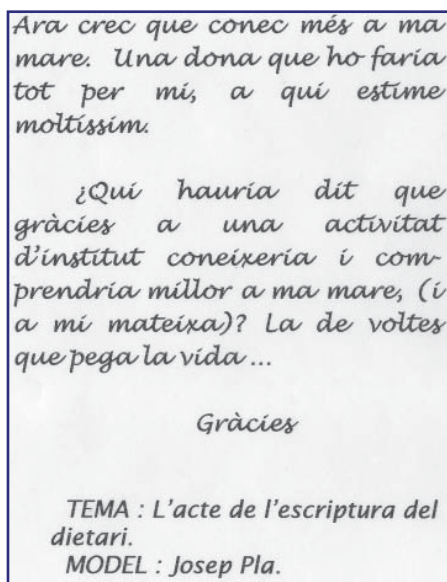 Ara crec que conec més a ma
mare. Una dona que ho faria
tot per mi, a qui estime
moltíssim.
¿Qui hauria dit que
gràcies a una activitat
d'institut coneixeria i com-
prendria millor a ma mare, (i
a mi mateixa)? La de voltes
que pega la vida ...
Gràcies
TEMA : L'acte de l'escriptura del
dietari.
MODEL : Josep Pla.